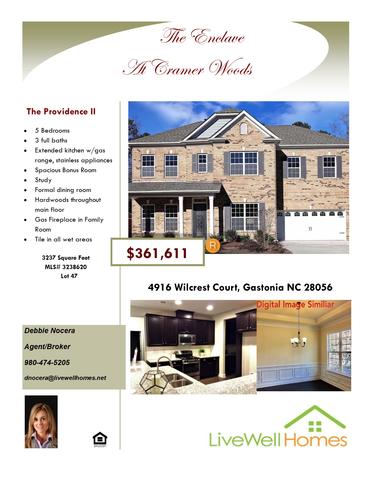 The Enclave
At Cramer Woods
The Providence II
5 Bedrooms
3 full baths
Extended kitchen w/gas
range, stainless appliances
Spacious Bonus Room
Study
Formal dining room
Hardwoods throughout
main floor
Gas Fireplace in Family
Room
Tile in all wet areas
3237 Square Feet
MLS# 3238620
Lot 47
$361,611
R
4916 Wilcrest Court, Gastonia NC 28056
Digital Image Similiar
Debbie Nocera
Agent/Broker
980-474-5205
dnocera@livewellhomes.net
LiveWellHomes